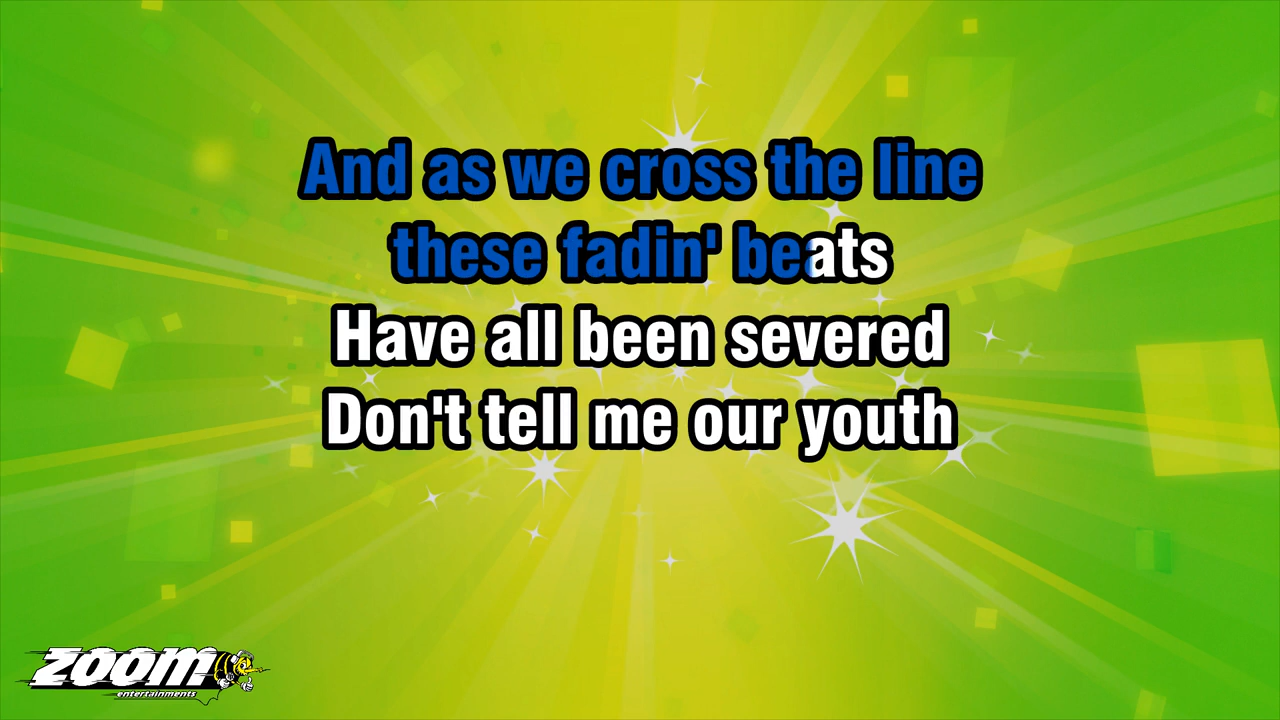 And as we cross the line
these fadin' beats
Have all been severed
Don't tell me our youth
zoom
entertainments